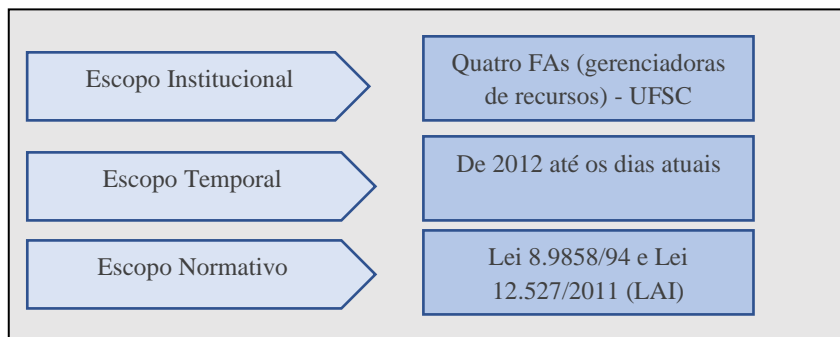 Escopo Institucional
Quatro FAs (gerenciadoras
de recursos) - UFSC
Escopo Temporal
De 2012 até os dias atuais
Escopo Normativo
Lei 8.9858/94 e Lei
12.527/2011 (LAI)